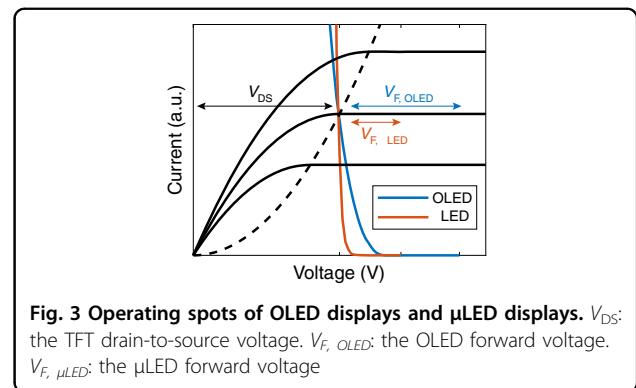 V_DS
V_F, OLED
V_F, LED
Current (a.u.)
OLED
LED
Voltage (V)
Fig. 3 Operating spots of OLED displays and μLED displays. V_DS:
the TFT drain-to-source voltage. V_F, OLED: the OLED forward voltage.
V_F, μLED: the μLED forward voltage